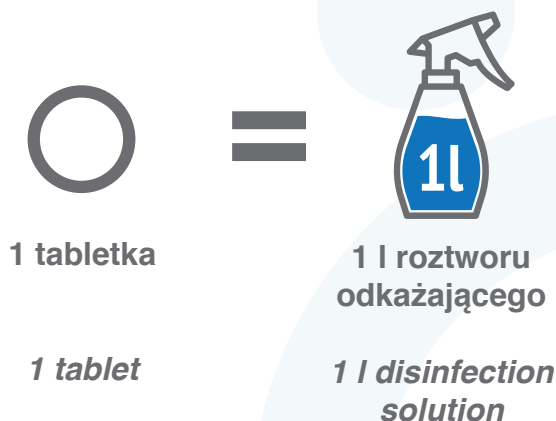 1l
1 tabletka
1 l roztworu
odkażającego
1 tablet
1 l disinfection
solution